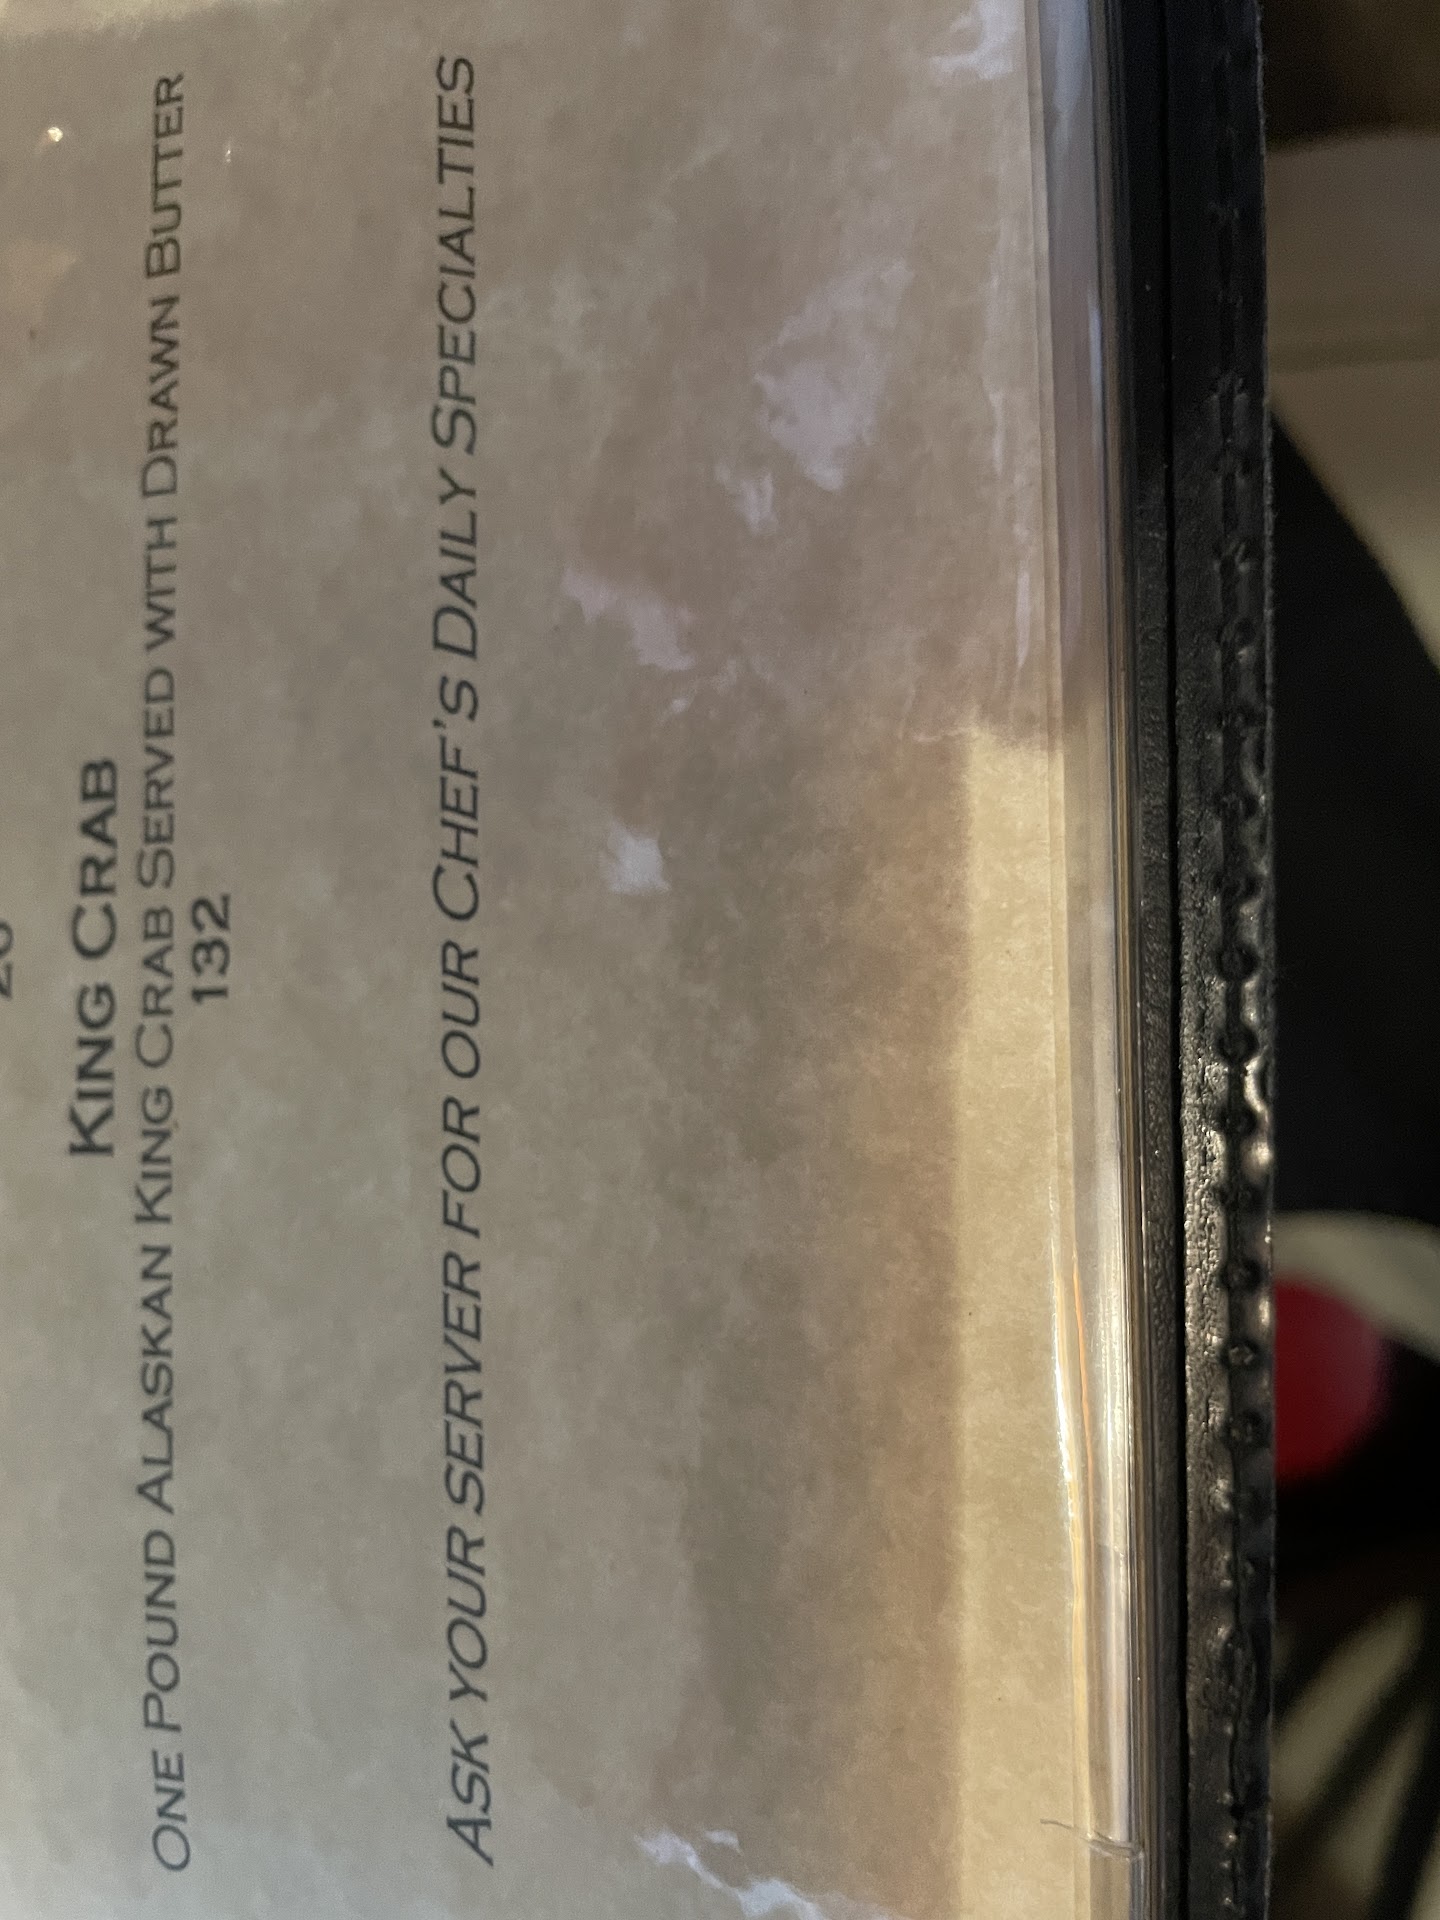 KING CRAB
ONE POUND ALASKAN KING CRAB SERVED WITH DRAWN BUTTER
132
ASK YOUR SERVER FOR OUR CHEF'S DAILY SPECIALTIES